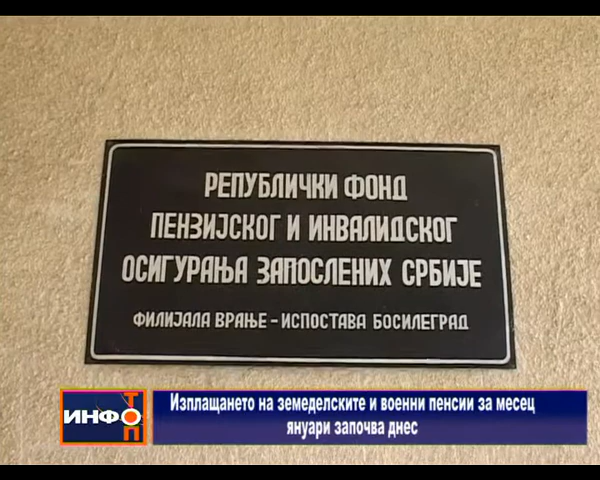 РЕПУБЛИЧКИ ФОНД
ПЕНЗИЈСКОГ И ИНВАЛИДСКОГ
ОСИГУРАЊА ЗАПОСЛЕНИХ СРБИЈЕ
ФИЛИЈАЛА ВРАЊЕ - ИСПОСТАВА БОСИЛЕГРАД
ИНФО
ТОП
Изплащането на земеделските и военни пенсии за месец
януари започва днес